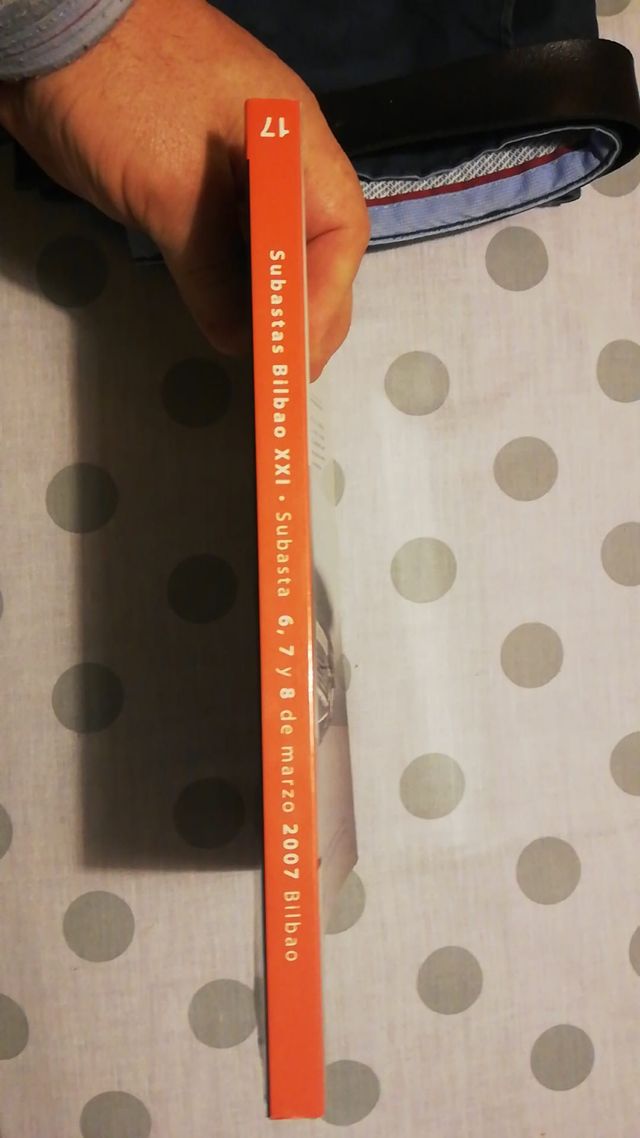 17
Subastas Bilbao XXI · Subasta 6, 7 y 8 de marzo 2007 Bilbao